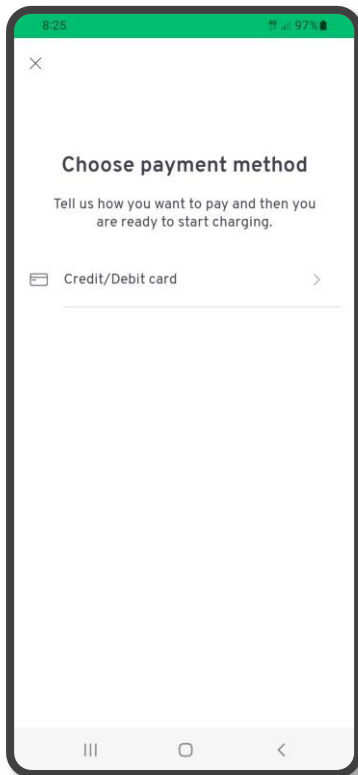 8:25
97%
Choose payment method
Tell us how you want to pay and then you
are ready to start charging.
Credit/Debit card